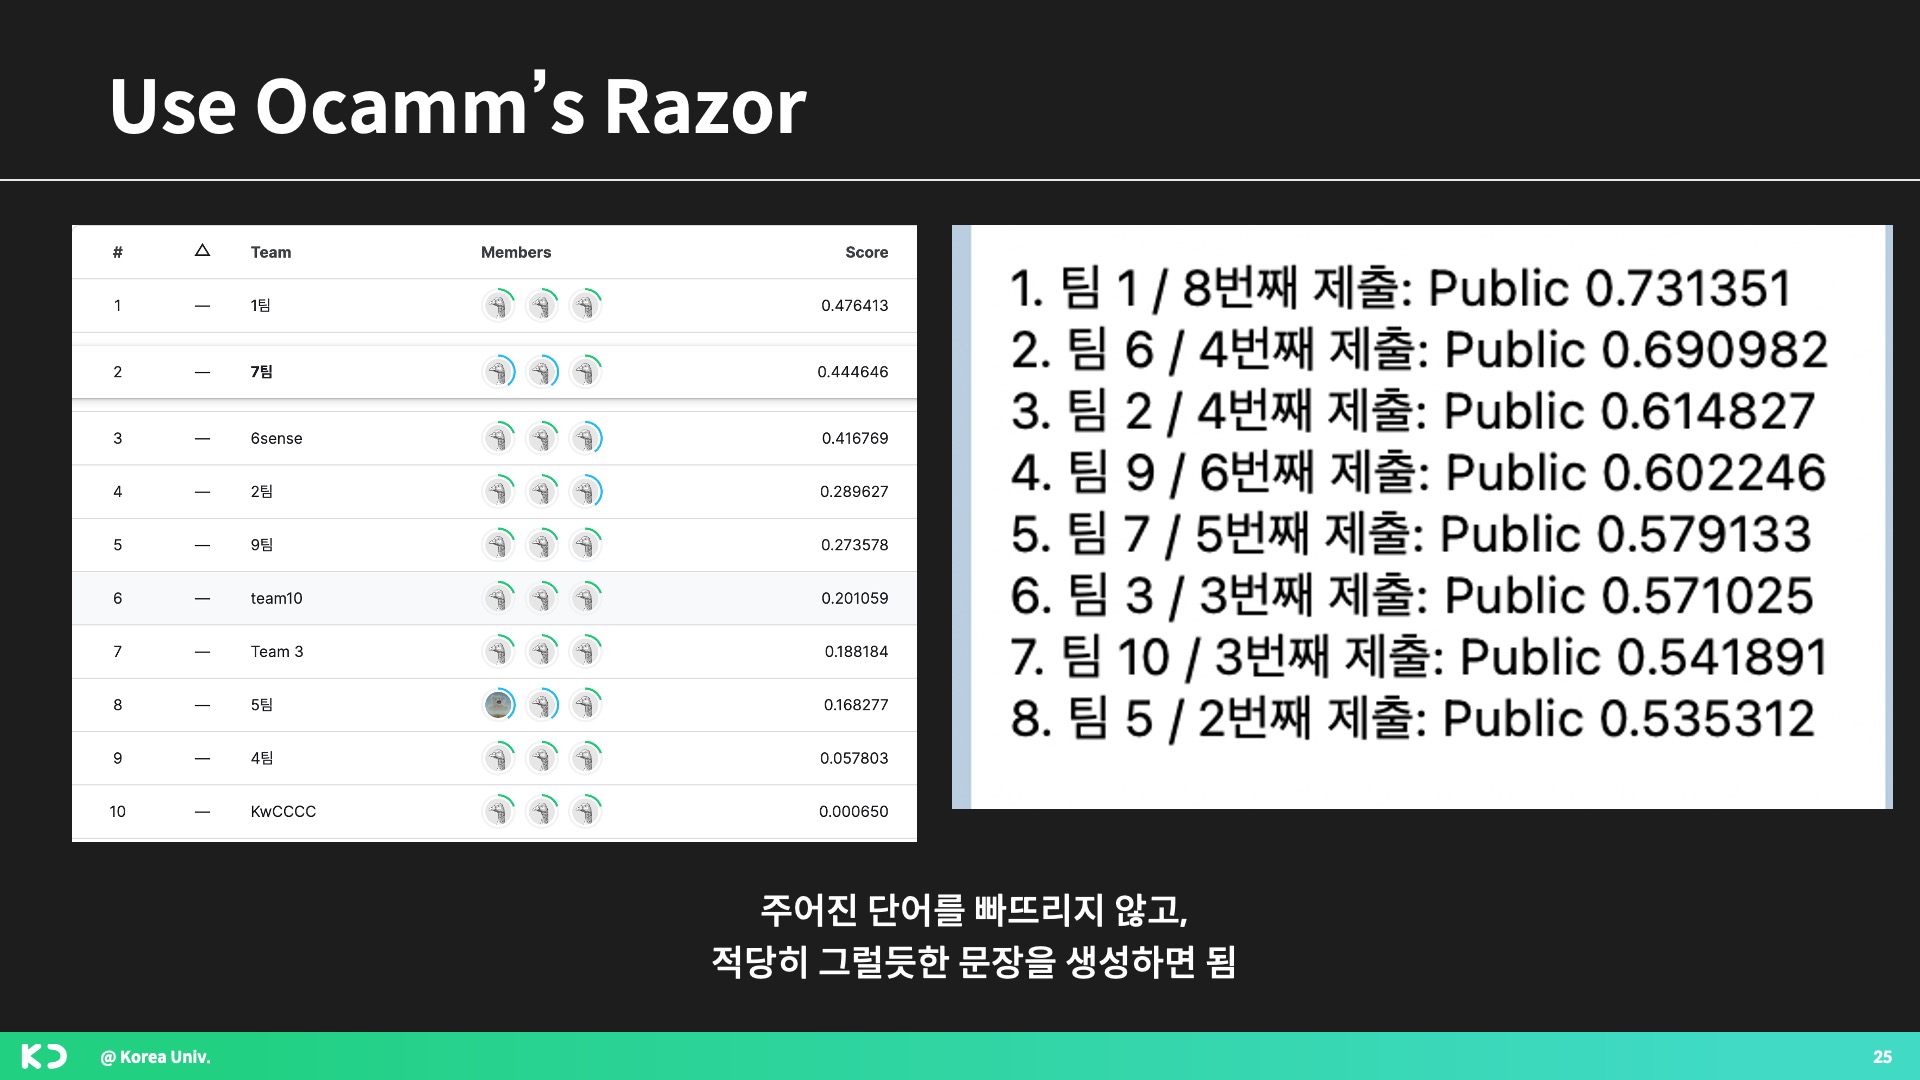 Use Ocamm's Razor
# △ Team Members Score
1 — 1팀 0.476413
2 — 7팀 0.444646
3 — 6sense 0.416769
4 — 2팀 0.289627
5 — 9팀 0.273578
6 — team10 0.201059
7 — Team 3 0.188184
8 — 5팀 0.168277
9 — 4팀 0.057803
10 — KwCCCC 0.000650
1. 팀 1 / 8번째 제출: Public 0.731351
2. 팀 6 / 4번째 제출: Public 0.690982
3. 팀 2 / 4번째 제출: Public 0.614827
4. 팀 9 / 6번째 제출: Public 0.602246
5. 팀 7 / 5번째 제출: Public 0.579133
6. 팀 3 / 3번째 제출: Public 0.571025
7. 팀 10 / 3번째 제출: Public 0.541891
8. 팀 5 / 2번째 제출: Public 0.535312
주어진 단어를 빠뜨리지 않고,
적당히 그럴듯한 문장을 생성하면 됨
@ Korea Univ.
25